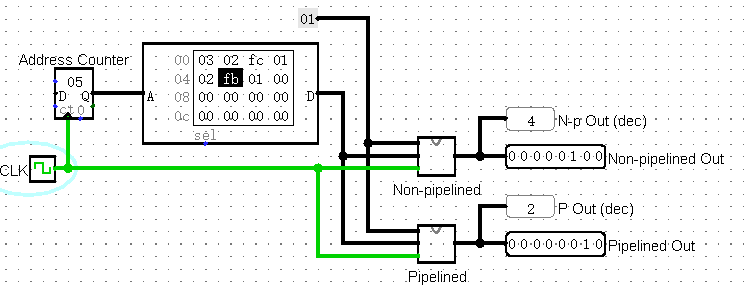 01
Address Counter
05
D Q
ct0
CLK
A
00 03 02 fc 01
04 02 fb 01 00
08 00 00 00 00
0c 00 00 00 00
D
sel
Non-pipelined
4 N-p Out (dec)
0 0 0 0 0 1 0 0 Non-pipelined Out
Pipelined
2 P Out (dec)
0 0 0 0 0 0 1 0 Pipelined Out